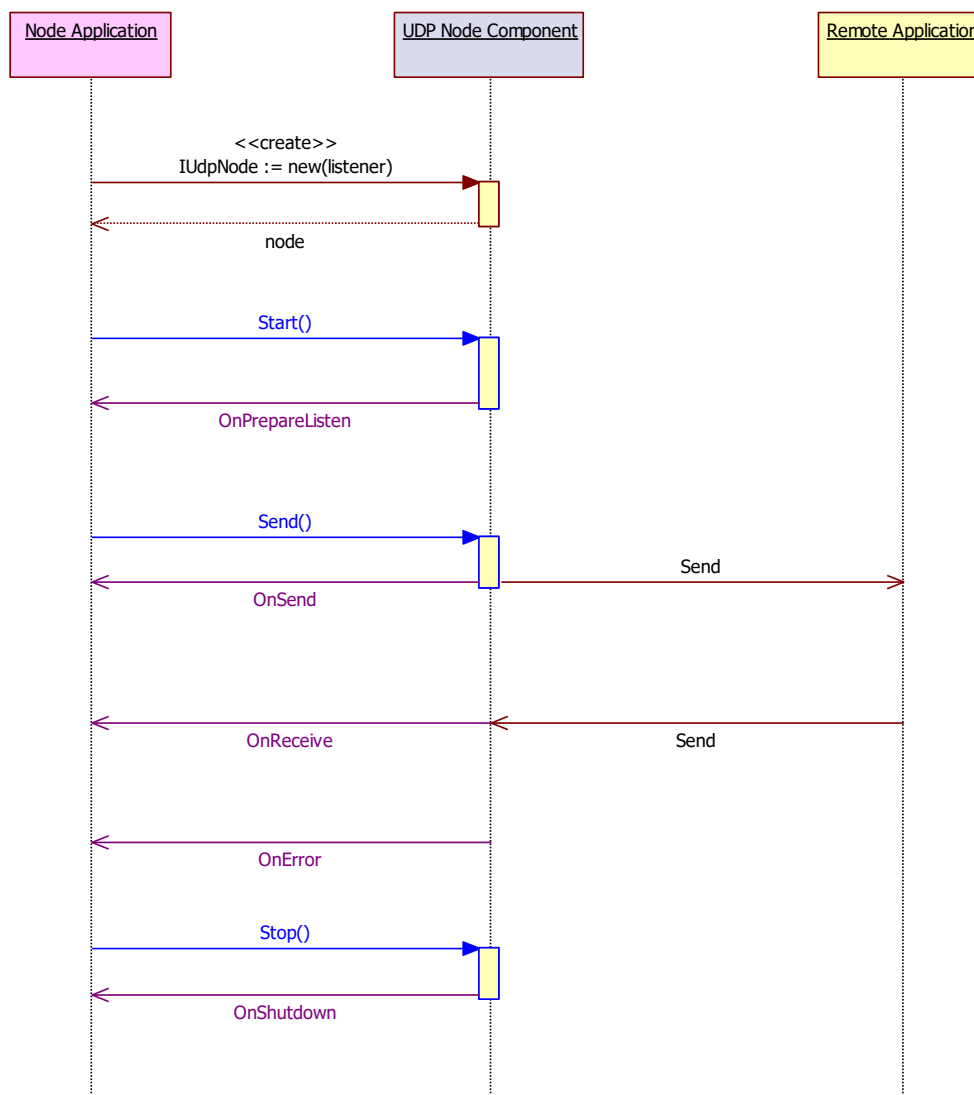 Node Application
UDP Node Component
Remote Application
<<create>>
IUdpNode := new(listener)
node
Start()
OnPrepareListen
Send()
OnSend
Send
OnReceive
Send
OnError
Stop()
OnShutdown